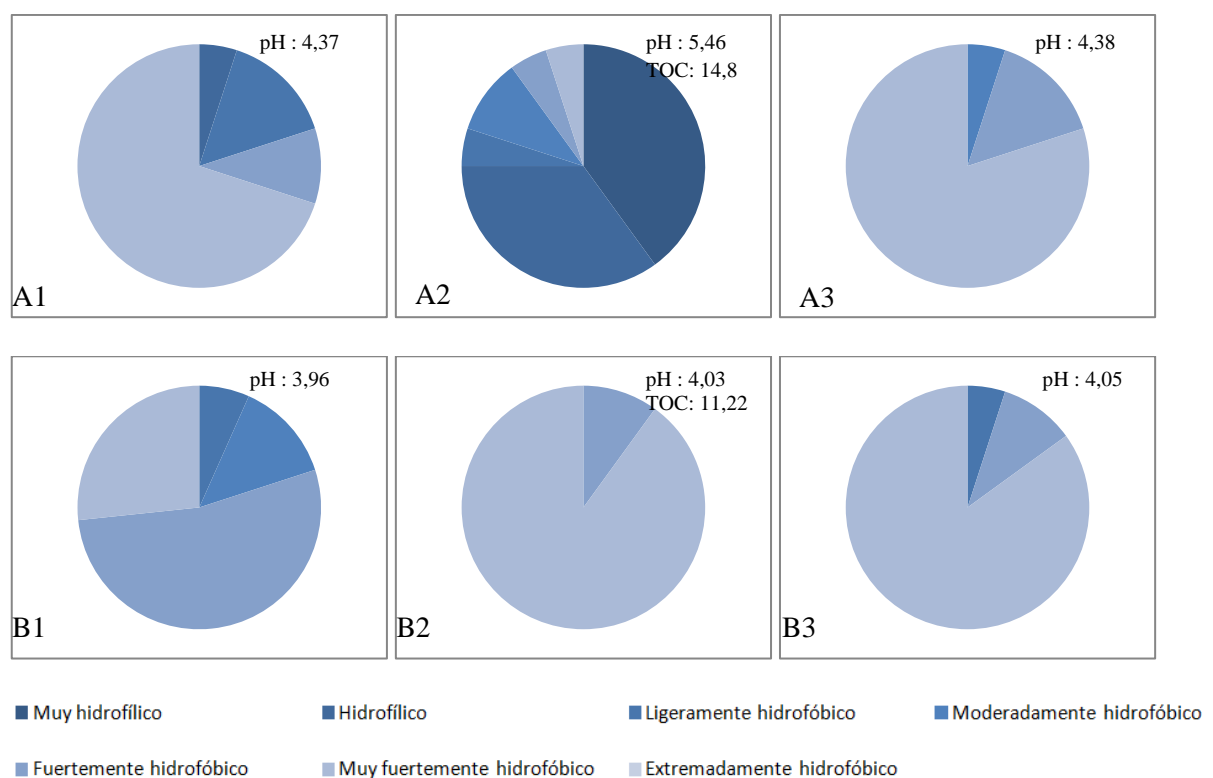 pH : 4,37
A1
pH : 5,46
TOC: 14,8
A2
pH : 4,38
A3
pH : 3,96
B1
pH : 4,03
TOC: 11,22
B2
pH : 4,05
B3
Muy hidrofílico
Hidrofílico
Ligeramente hidrofóbico
Moderadamente hidrofóbico
Fuertemente hidrofóbico
Muy fuertemente hidrofóbico
Extremadamente hidrofóbico